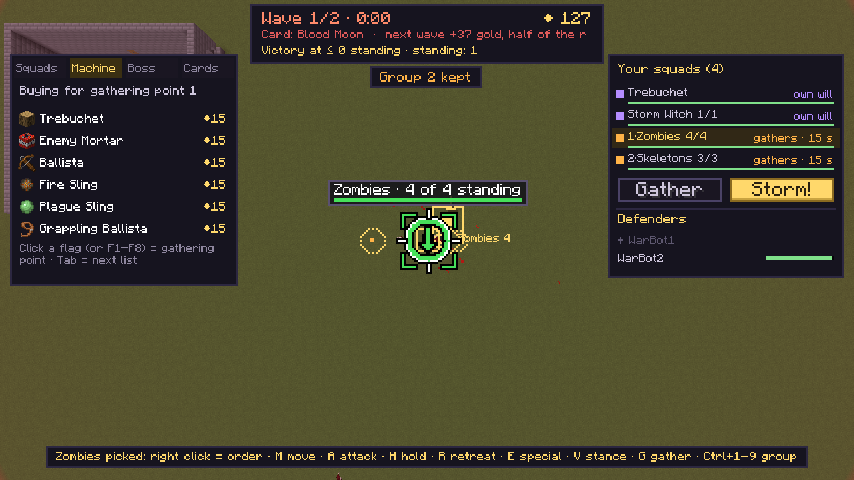 Wave 1/2 · 0:00
127
Card: Blood Moon · next wave +37 gold, half of the r
Victory at ≤ 0 standing · standing: 1
Group 2 kept
Squads Machine Boss Cards
Buying for gathering point 1
Trebuchet 15
Enemy Mortar 15
Ballista 15
Fire Sling 15
Plague Sling 15
Grappling Ballista 15
Click a flag (or F1-F8) = gathering
point · Tab = next list
Zombies · 4 of 4 standing
Zombies 4
Your squads (4)
Trebuchet own will
Storm Witch 1/1 own will
1·Zombies 4/4 gathers · 15 s
2·Skeletons 3/3 gathers · 15 s
Gather Storm!
Defenders
+ WarBot1
WarBot2
Zombies picked: right click = order · M move · A attack · H hold · R retreat · E special · V stance · G gather · Ctrl+1-9 group